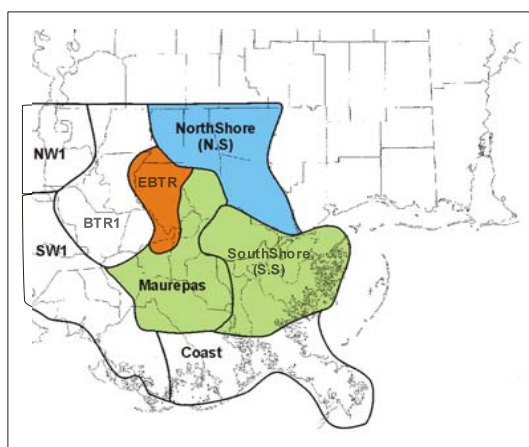 NorthShore
(N.S)
NW1
EBTR
BTR1
SW1
SouthShore
(S.S)
Maurepas
Coast